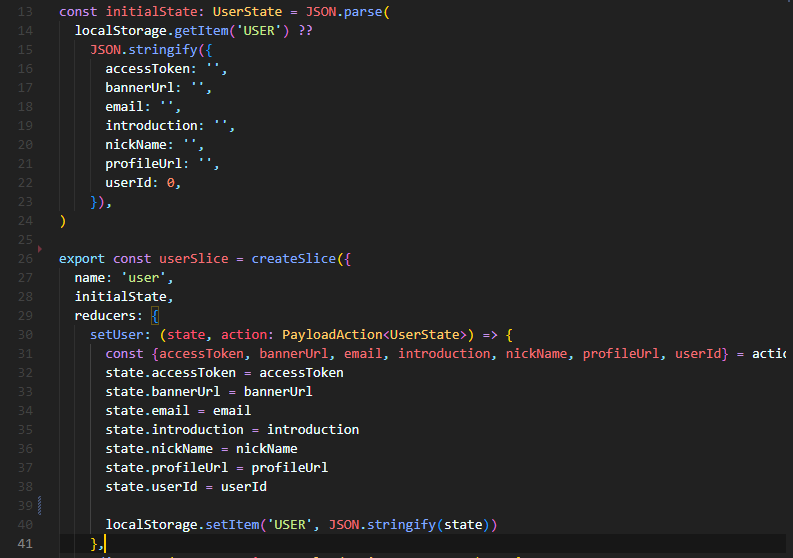 13 const initialState: UserState = JSON.parse(
14 localStorage.getItem('USER') ??
15 JSON.stringify({
16 accessToken: '',
17 bannerUrl: '',
18 email: '',
19 introduction: '',
20 nickName: '',
21 profileUrl: '',
22 userId: 0,
23 }),
24 )
25
26 export const userSlice = createSlice({
27 name: 'user',
28 initialState,
29 reducers: {
30 setUser: (state, action: PayloadAction<UserState>) => {
31 const {accessToken, bannerUrl, email, introduction, nickName, profileUrl, userId} = actio
32 state.accessToken = accessToken
33 state.bannerUrl = bannerUrl
34 state.email = email
35 state.introduction = introduction
36 state.nickName = nickName
37 state.profileUrl = profileUrl
38 state.userId = userId
39
40 localStorage.setItem('USER', JSON.stringify(state))
41 },